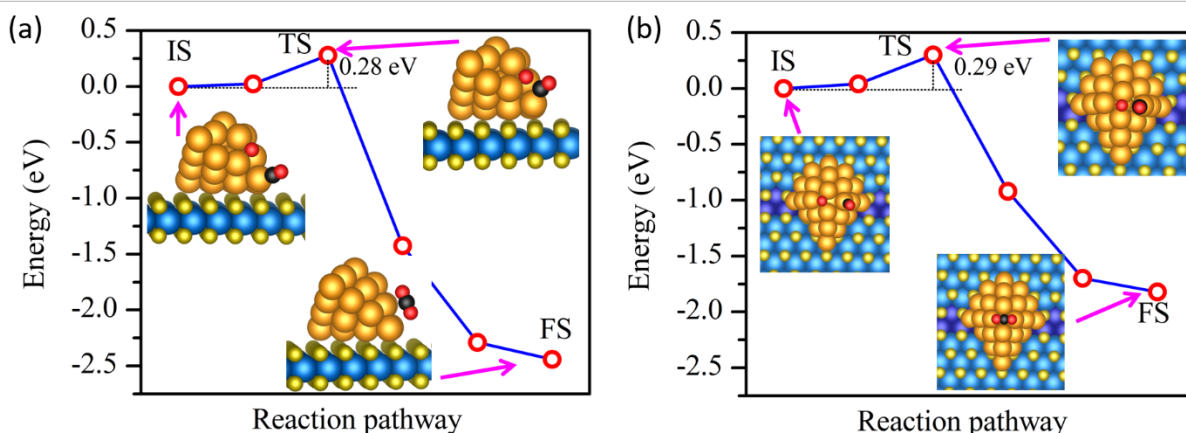 (a)
Energy (eV)
0.5
0.0
-0.5
-1.0
-1.5
-2.0
-2.5
IS
TS
0.28 eV
FS
Reaction pathway
(b)
Energy (eV)
0.5
0.0
-0.5
-1.0
-1.5
-2.0
-2.5
IS
TS
0.29 eV
FS
Reaction pathway